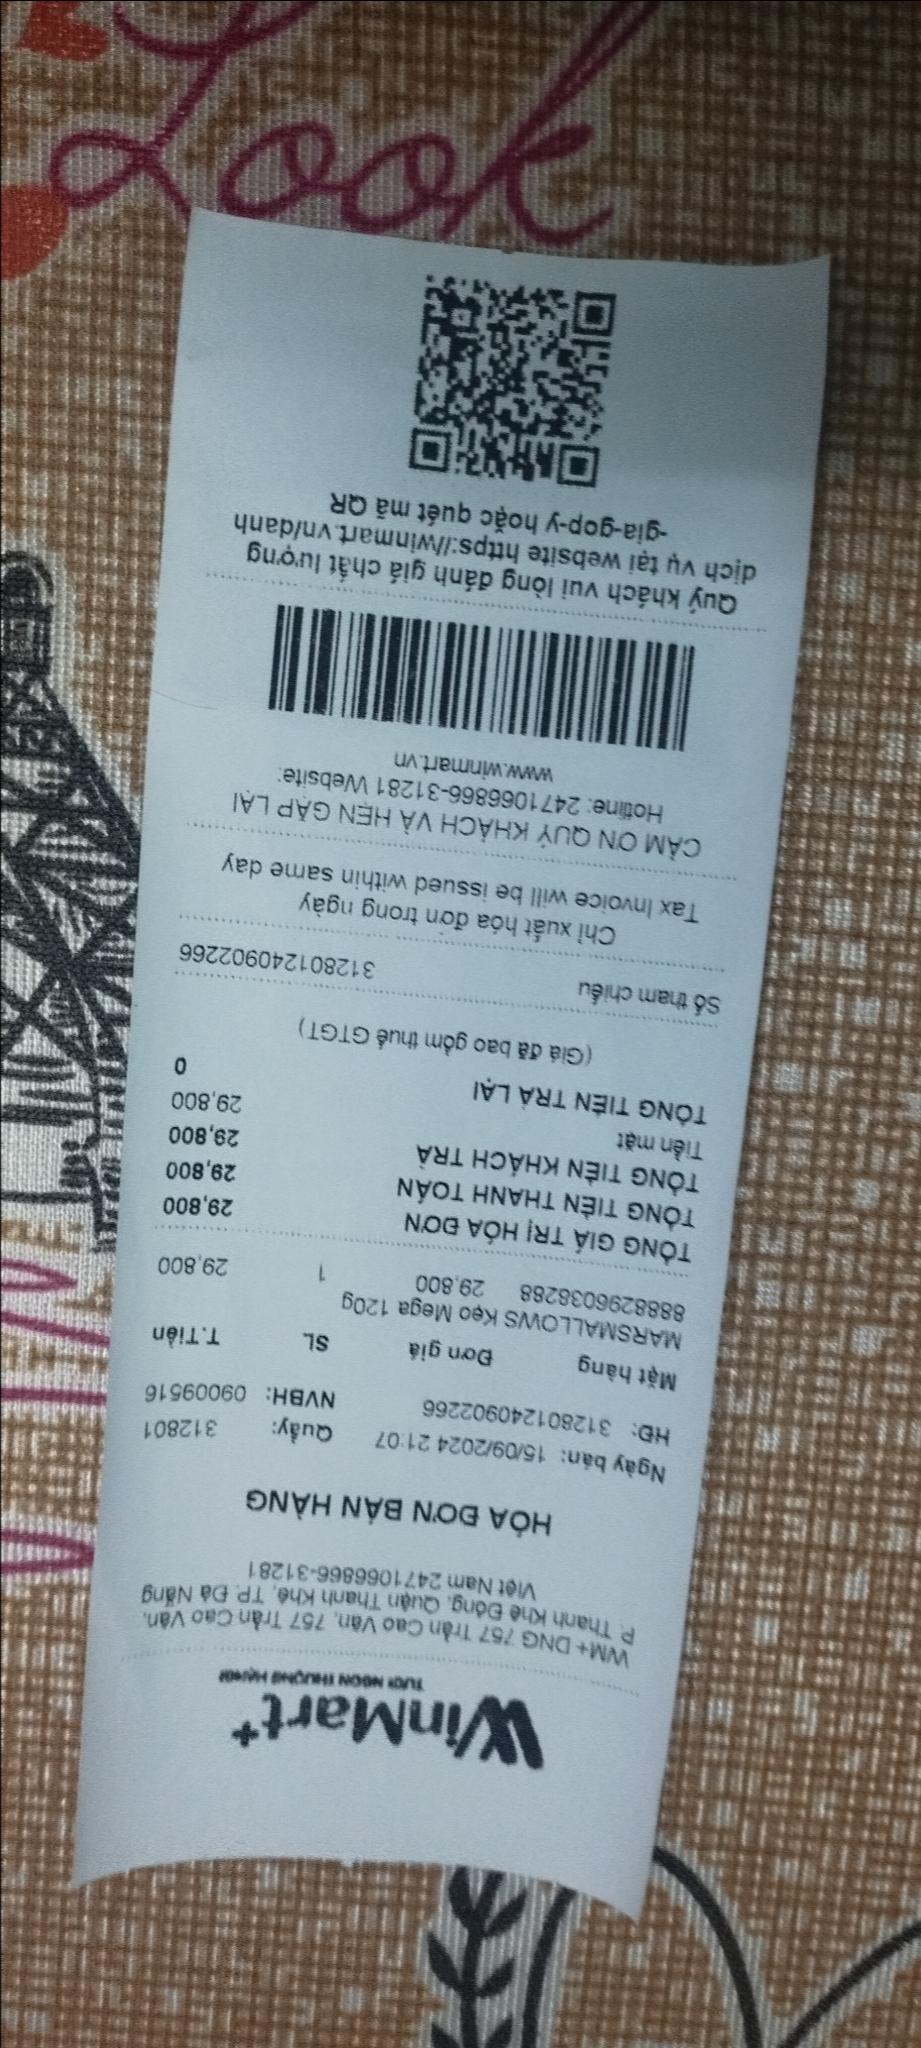 Look
WinMart+
TƯƠI NGON THƯỢNG HẠNG
WM+ DNG 757 Trần Cao Vân, 757 Trần Cao Vân,
P. Thanh Khê Đông, Quận Thanh Khê, TP. Đà Nẵng
Việt Nam 2471066866-31281
HÓA ĐƠN BÁN HÀNG
Ngày bán: 15/09/2024 21:07 Quầy: 312801
HĐ: 312801240902266 NVBH: 09009516
Mặt hàng Đơn giá SL T.Tiền
MARSMALLOWS Kẹo Mega 120g
8888296038288 29,800 1 29,800
TỔNG GIÁ TRỊ HÓA ĐƠN 29,800
TỔNG TIỀN THANH TOÁN 29,800
TỔNG TIỀN KHÁCH TRẢ 29,800
Tiền mặt 29,800
TỔNG TIỀN TRẢ LẠI 0
(Giá đã bao gồm thuế GTGT)
Số tham chiếu 312801240902266
Chỉ xuất hóa đơn trong ngày
Tax Invoice will be issued within same day
CẢM ƠN QUÝ KHÁCH VÀ HẸN GẶP LẠI
Hotline: 2471066866-31281 Website:
www.winmart.vn
Quý khách vui lòng đánh giá chất lượng
dịch vụ tại website https://winmart.vn/danh
-gia-gop-y hoặc quét mã QR